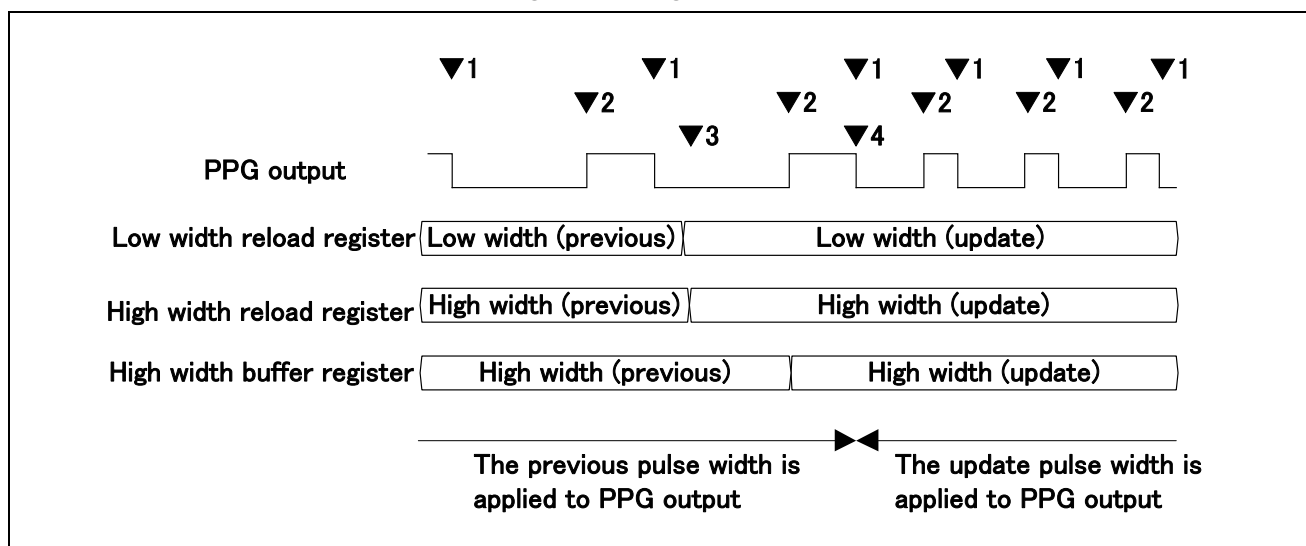 ▼1 ▼1 ▼1 ▼1 ▼1 ▼1
▼2 ▼2 ▼2 ▼2 ▼2
▼3 ▼4
PPG output
Low width reload register Low width (previous) Low width (update)
High width reload register High width (previous) High width (update)
High width buffer register High width (previous) High width (update)
The previous pulse width is
applied to PPG output
The update pulse width is
applied to PPG output